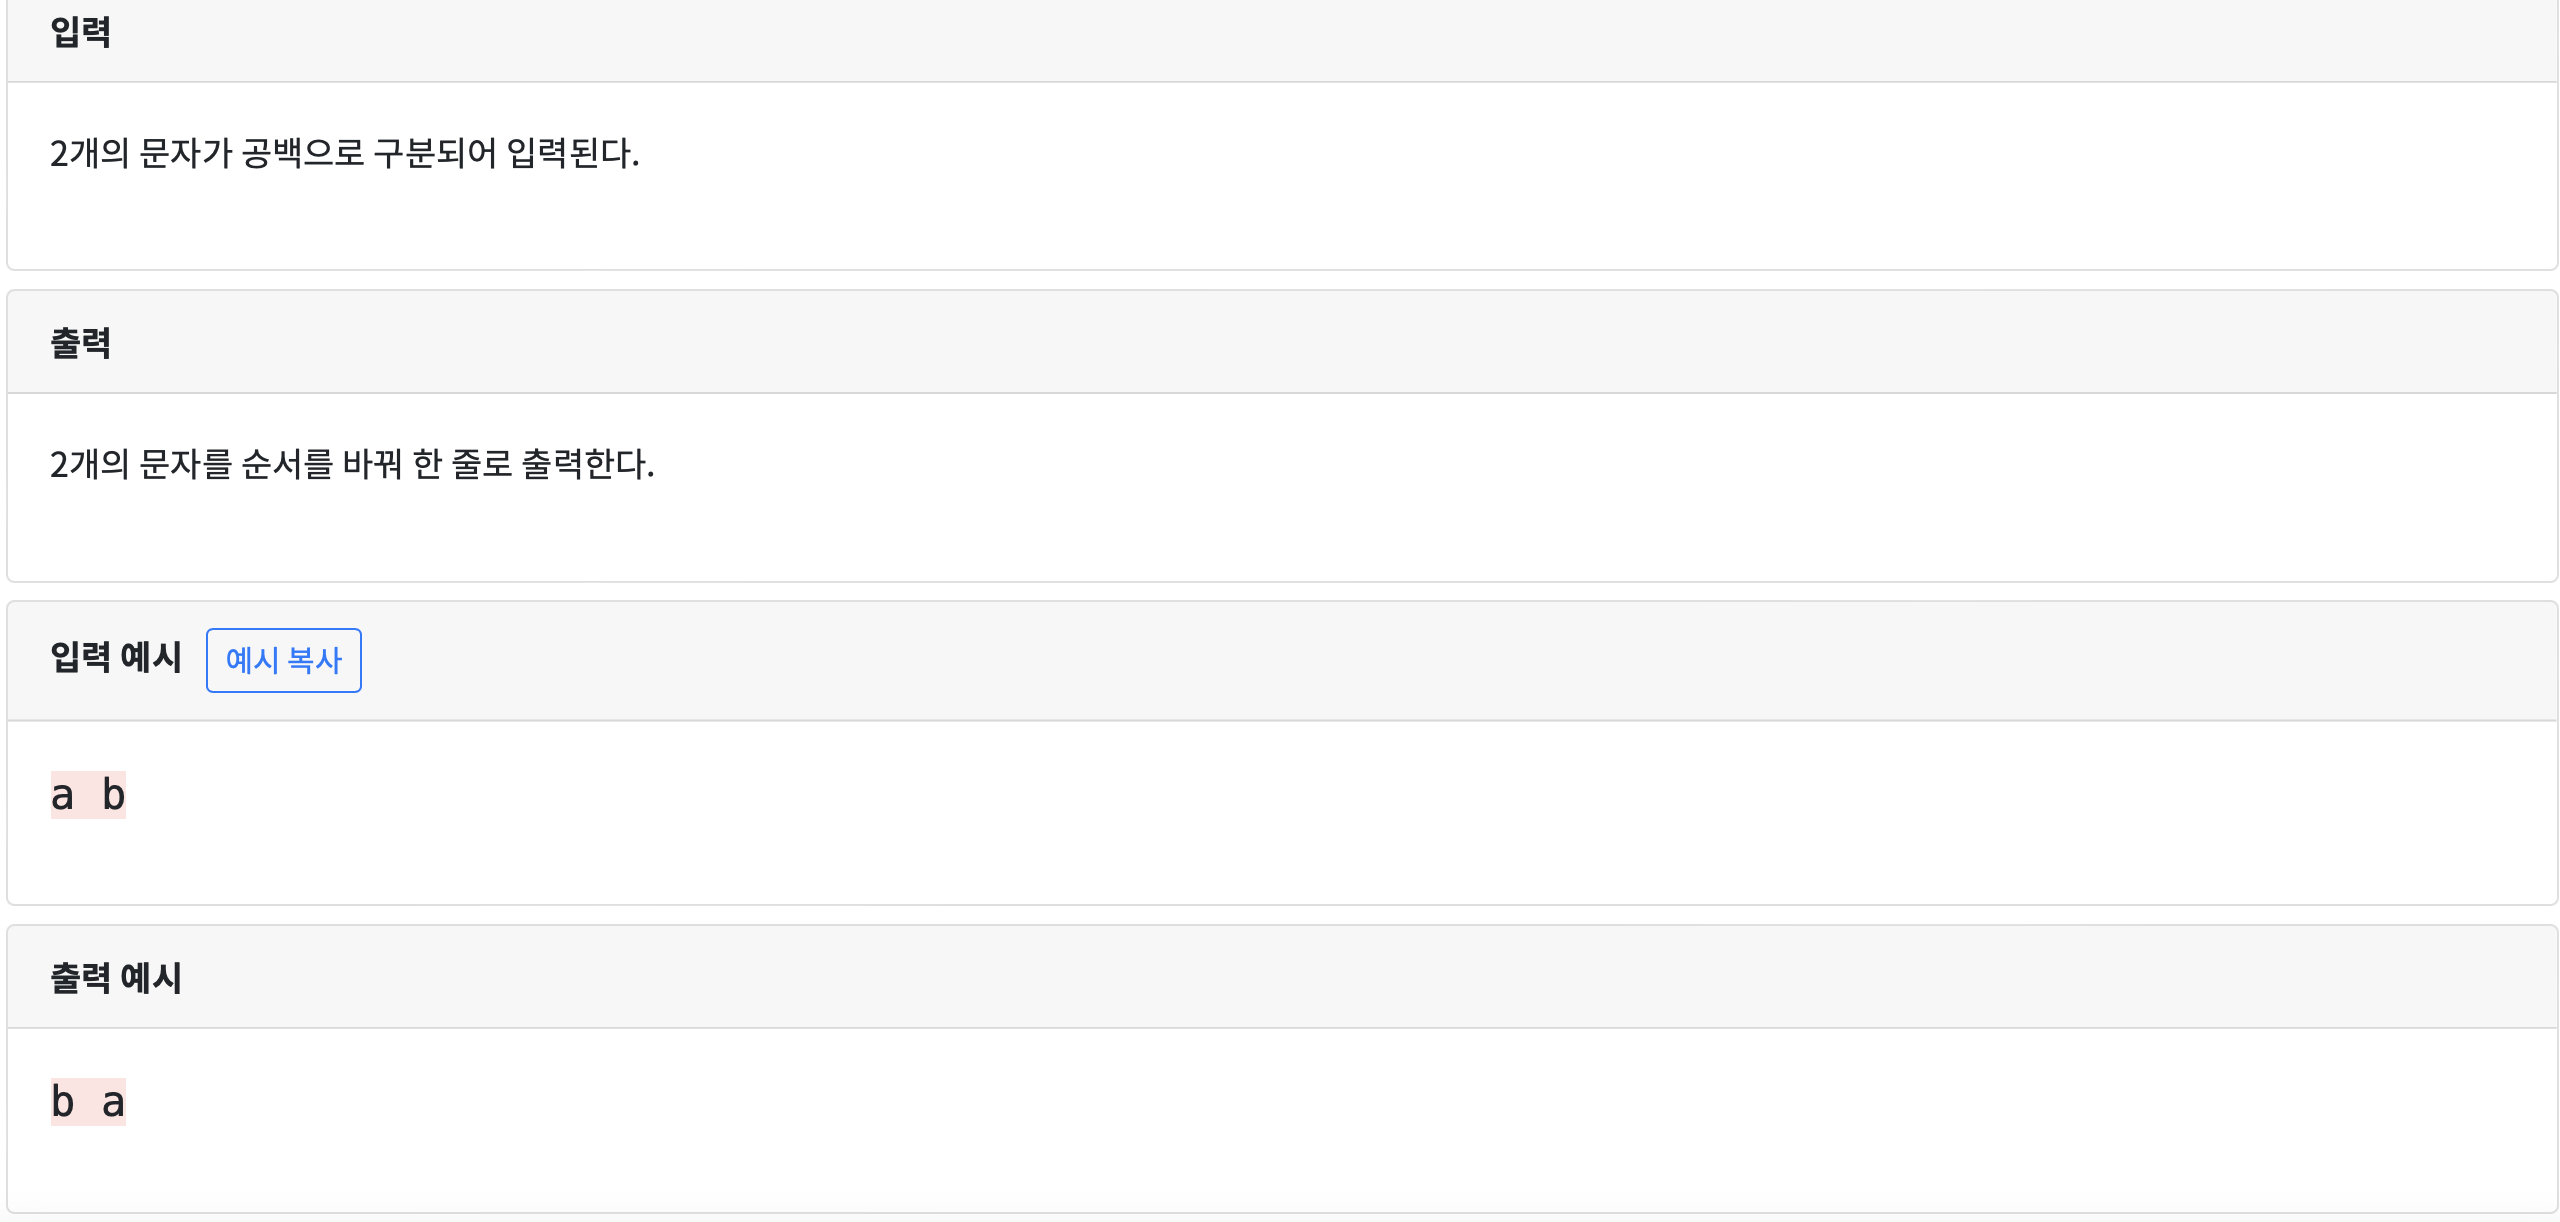 입력
2개의 문자가 공백으로 구분되어 입력된다.
출력
2개의 문자를 순서를 바꿔 한 줄로 출력한다.
입력 예시 예시 복사
a b
출력 예시
b a